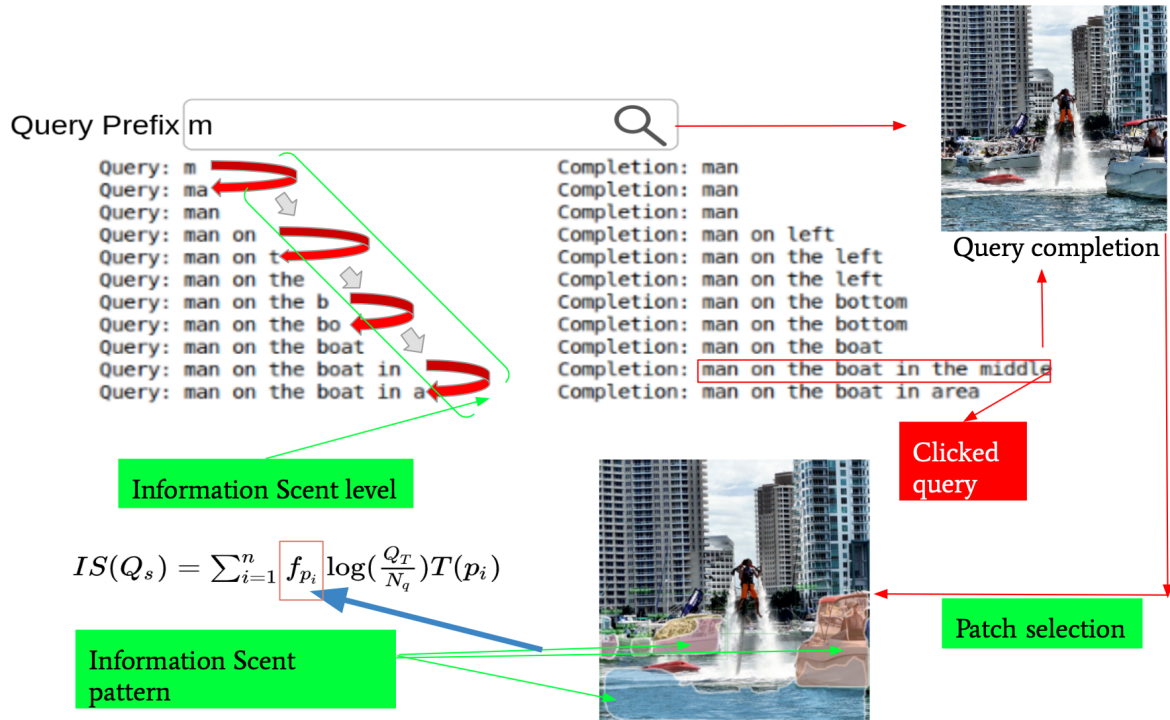 Query Prefix m
Query: m
Query: ma
Query: man
Query: man on
Query: man on t
Query: man on the
Query: man on the b
Query: man on the bo
Query: man on the boat
Query: man on the boat in
Query: man on the boat in a
Completion: man
Completion: man
Completion: man
Completion: man on left
Completion: man on the left
Completion: man on the left
Completion: man on the bottom
Completion: man on the bottom
Completion: man on the boat
Completion: man on the boat in the middle
Completion: man on the boat in area
Query completion
Clicked
query
Information Scent level
IS(Q_s) = ∑_{i=1}^{n} f_{p_i} log(\frac{Q_T}{N_q})T(p_i)
Information Scent
pattern
Patch selection